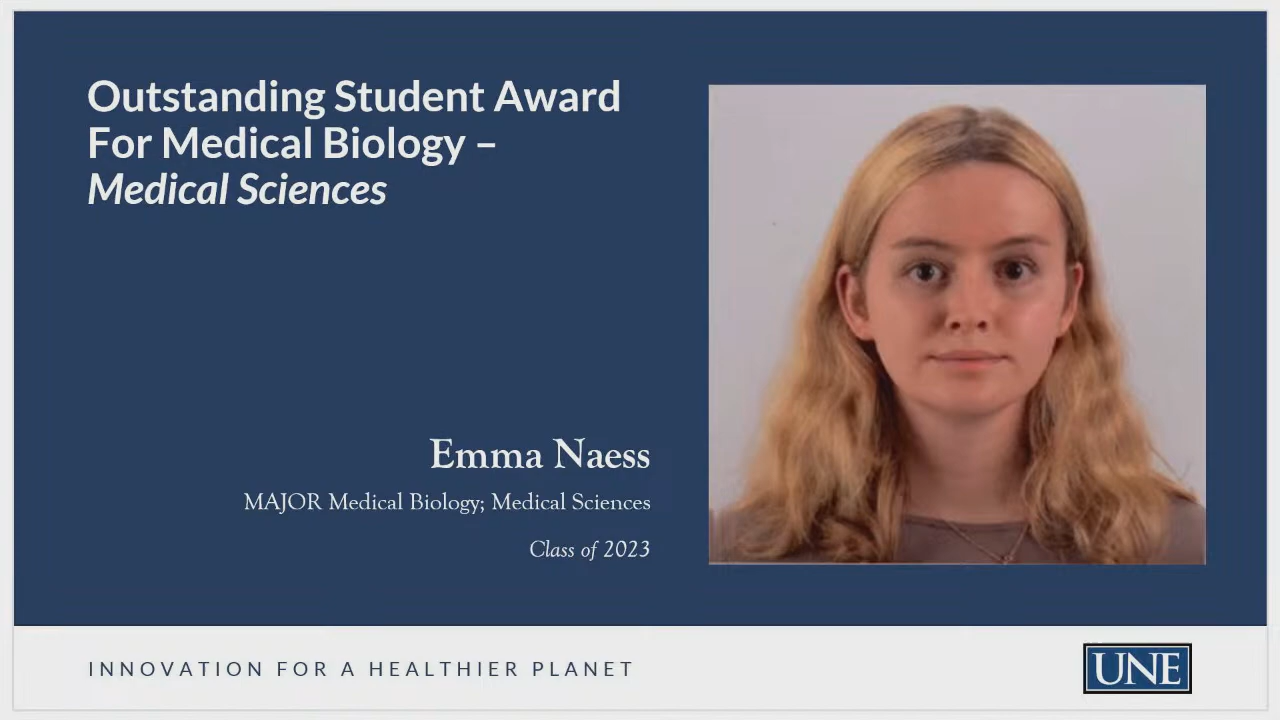 Outstanding Student Award
For Medical Biology –
Medical Sciences
Emma Naess
MAJOR Medical Biology; Medical Sciences
Class of 2023
INNOVATION FOR A HEALTHIER PLANET
UNE